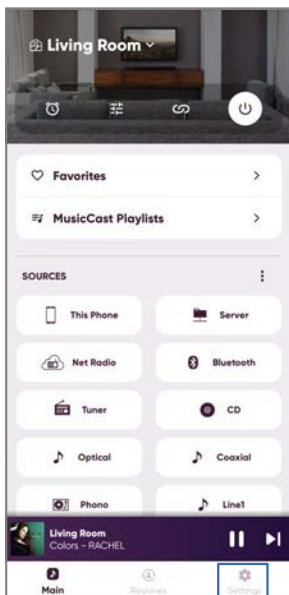 Living Room
Favorites
MusicCast Playlists
SOURCES
This Phone
Server
Net Radio
Bluetooth
Tuner
CD
Optical
Coaxial
Phono
Line1
Living Room
Colors - RACHEL
Main
Routines
Settings